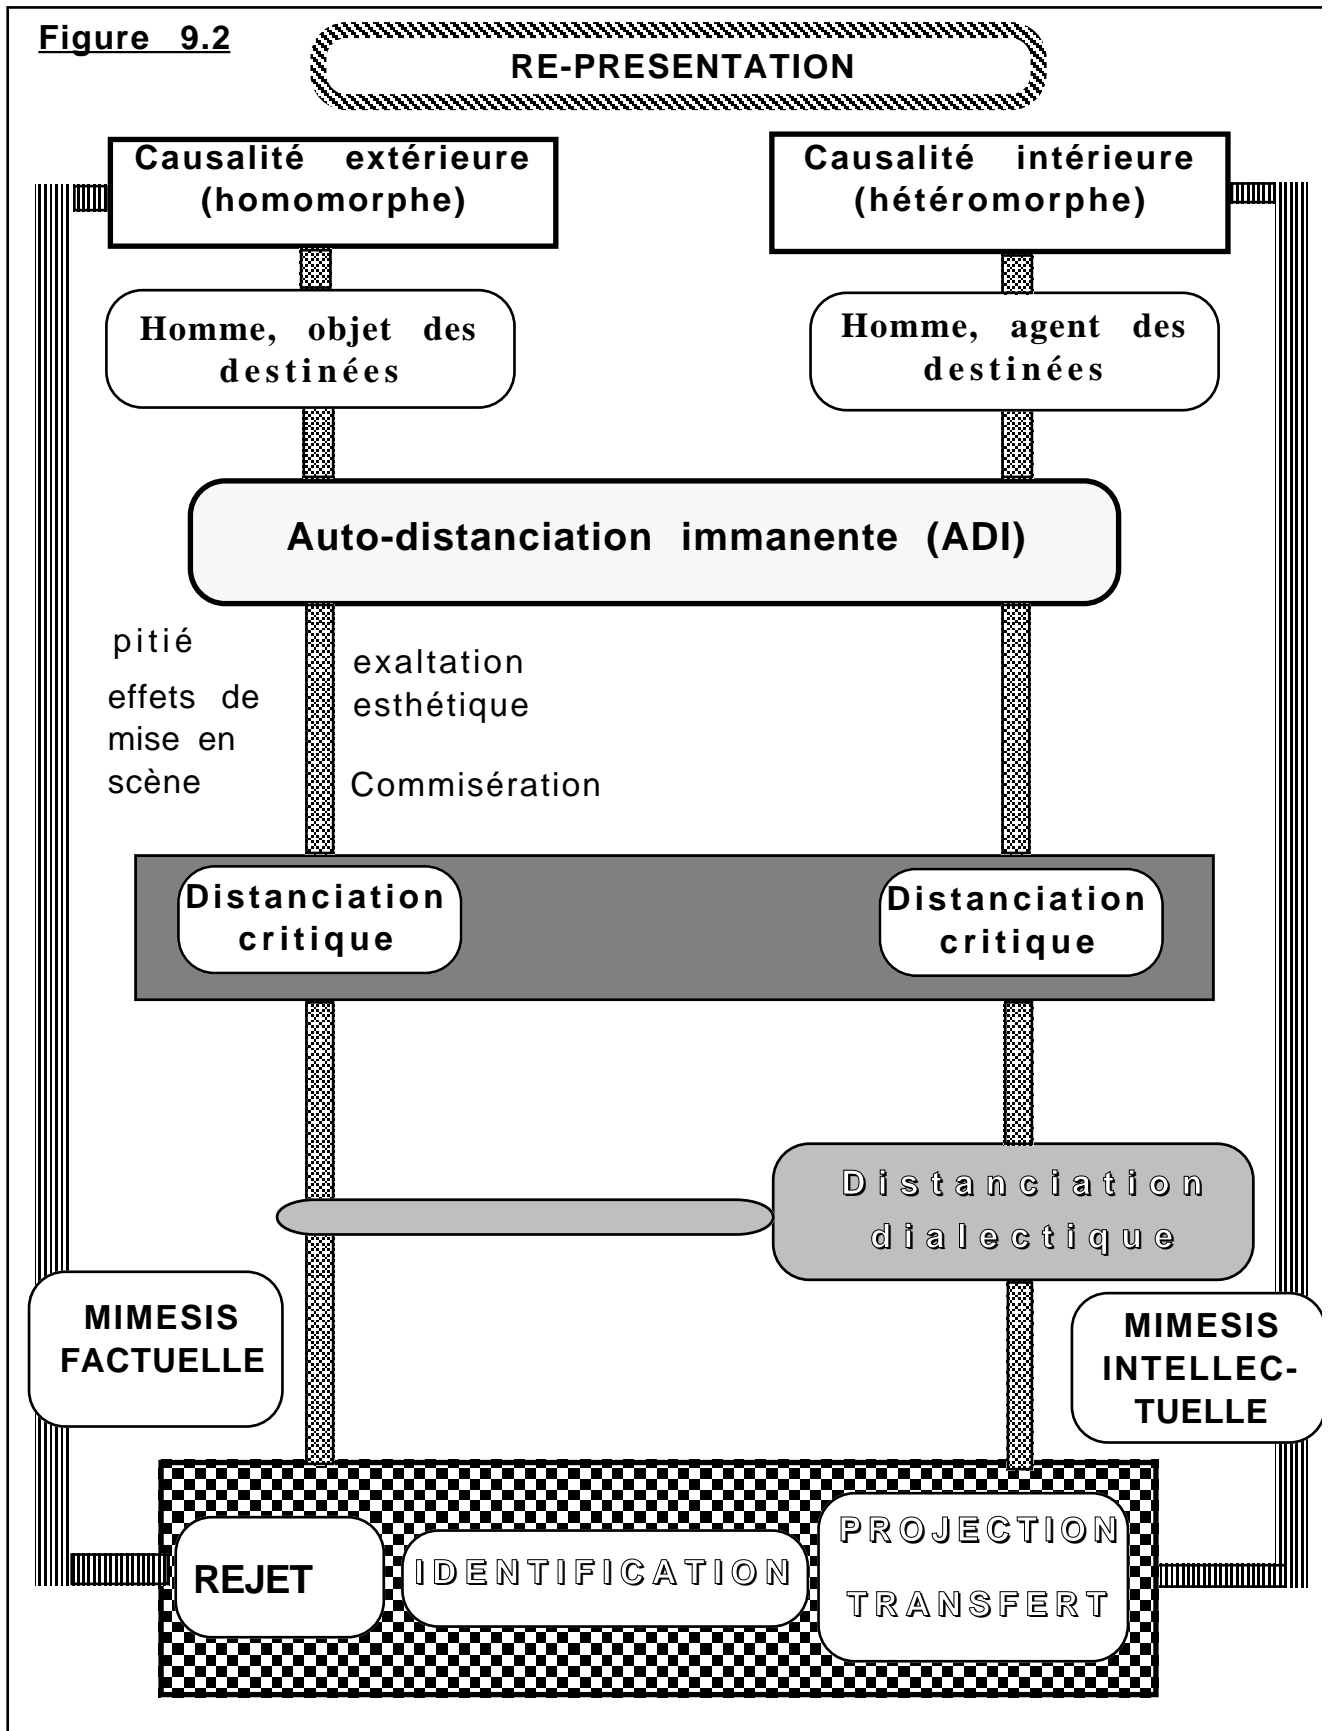 Figure 9.2
RE-PRESENTATION
Causalité extérieure
(homomorphe)
Causalité intérieure
(hétéromorphe)
Homme, objet des
destinées
Homme, agent des
destinées
Auto-distanciation immanente (ADI)
pitié
effets de
mise en
scène
exaltation
esthétique
Commisération
Distanciation
critique
Distanciation
critique
Distanciation
dialectique
MIMESIS
FACTUELLE
MIMESIS
INTELLEC-
TUELLE
REJET
IDENTIFICATION
PROJECTION
TRANSFERT